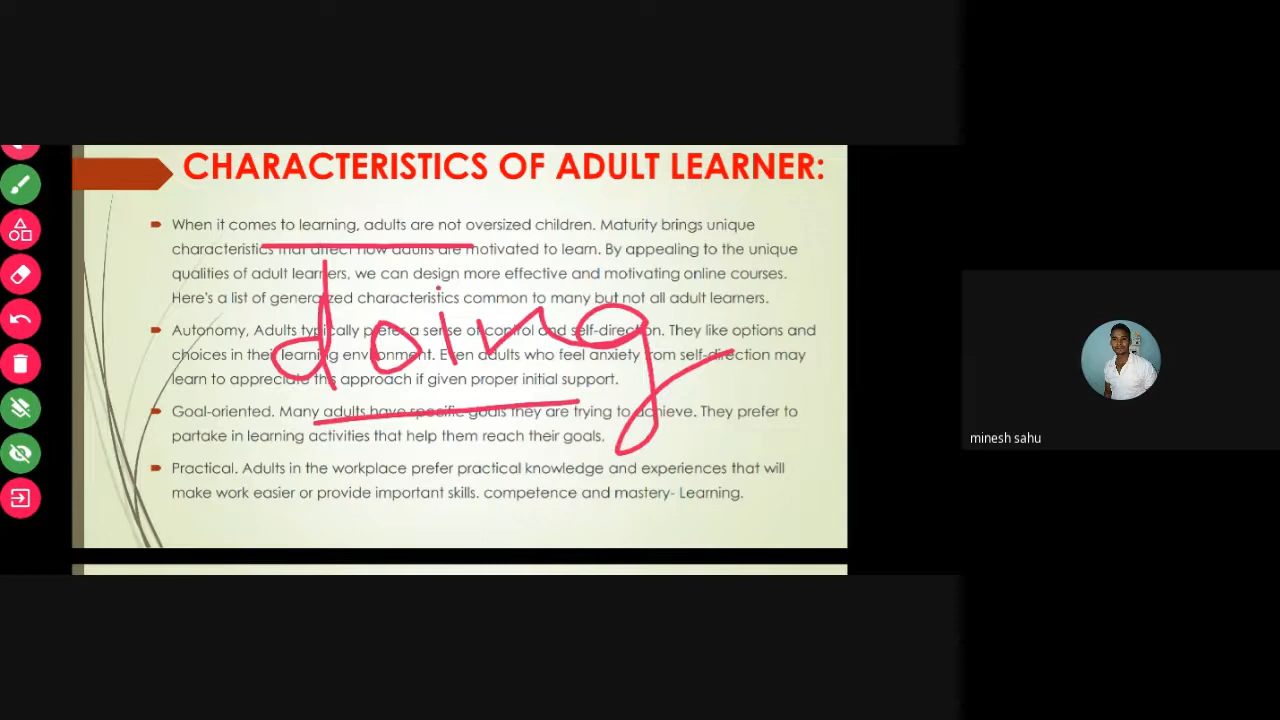 CHARACTERISTICS OF ADULT LEARNER:
When it comes to learning, adults are not oversized children. Maturity brings unique
characteristics that affect how adults are motivated to learn. By appealing to the unique
qualities of adult learners, we can design more effective and motivating online courses.
Here's a list of generalized characteristics common to many but not all adult learners.
doing
Autonomy, Adults typically prefer a sense of control and self-direction. They like options and
choices in their learning environment. Even adults who feel anxiety from self-direction may
learn to appreciate this approach if given proper initial support.
Goal-oriented. Many adults have specific goals they are trying to achieve. They prefer to
partake in learning activities that help them reach their goals.
Practical. Adults in the workplace prefer practical knowledge and experiences that will
make work easier or provide important skills. competence and mastery- Learning.
minesh sahu